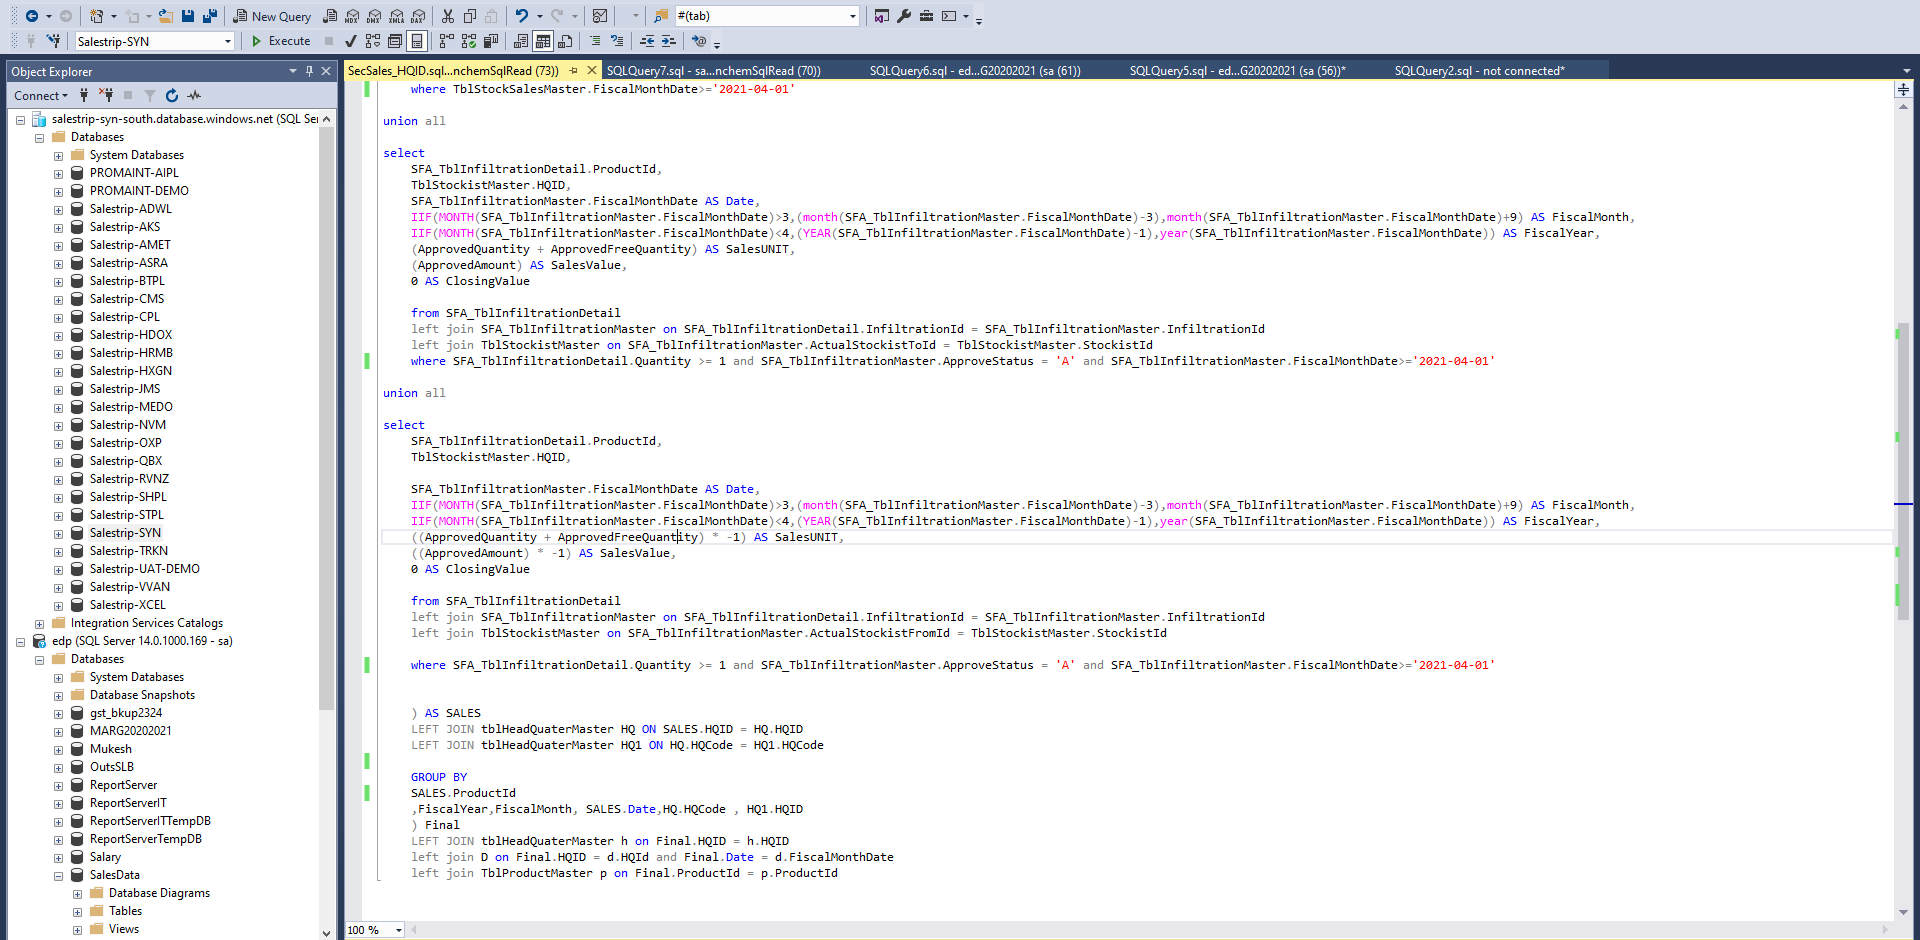 New Query
MDX
DMX
XMLA
DAX
#(tab)
Salestrip-SYN
Execute
Object Explorer
SecSales_HQID.sql...nchemSqlRead (73))
SQLQuery7.sql - sa...nchemSqlRead (70))
SQLQuery6.sql - ed...G20202021 (sa (61))
SQLQuery5.sql - ed...G20202021 (sa (56))*
SQLQuery2.sql - not connected*
Connect
salestrip-syn-south.database.windows.net (SQL Ser
Databases
System Databases
PROMAINT-AIPL
PROMAINT-DEMO
Salestrip-ADWL
Salestrip-AKS
Salestrip-AMET
Salestrip-ASRA
Salestrip-BTPL
Salestrip-CMS
Salestrip-CPL
Salestrip-HDOX
Salestrip-HRMB
Salestrip-HXGN
Salestrip-JMS
Salestrip-MEDO
Salestrip-NVM
Salestrip-OXP
Salestrip-QBX
Salestrip-RVNZ
Salestrip-SHPL
Salestrip-STPL
Salestrip-SYN
Salestrip-TRKN
Salestrip-UAT-DEMO
Salestrip-VVAN
Salestrip-XCEL
Integration Services Catalogs
edp (SQL Server 14.0.1000.169 - sa)
Databases
System Databases
Database Snapshots
gst_bkup2324
MARG20202021
Mukesh
OutsSLB
ReportServer
ReportServerIT
ReportServerITTempDB
ReportServerTempDB
Salary
SalesData
Database Diagrams
Tables
Views
where TblStockSalesMaster.FiscalMonthDate>='2021-04-01'
union all
select
SFA_TblInfiltrationDetail.ProductId,
TblStockistMaster.HQID,
SFA_TblInfiltrationMaster.FiscalMonthDate AS Date,
IIF(MONTH(SFA_TblInfiltrationMaster.FiscalMonthDate)>3,(month(SFA_TblInfiltrationMaster.FiscalMonthDate)-3),month(SFA_TblInfiltrationMaster.FiscalMonthDate)+9) AS FiscalMonth,
IIF(MONTH(SFA_TblInfiltrationMaster.FiscalMonthDate)<4,(YEAR(SFA_TblInfiltrationMaster.FiscalMonthDate)-1),year(SFA_TblInfiltrationMaster.FiscalMonthDate)) AS FiscalYear,
(ApprovedQuantity + ApprovedFreeQuantity) AS SalesUNIT,
(ApprovedAmount) AS SalesValue,
0 AS ClosingValue
from SFA_TblInfiltrationDetail
left join SFA_TblInfiltrationMaster on SFA_TblInfiltrationDetail.InfiltrationId = SFA_TblInfiltrationMaster.InfiltrationId
left join TblStockistMaster on SFA_TblInfiltrationMaster.ActualStockistToId = TblStockistMaster.StockistId
where SFA_TblInfiltrationDetail.Quantity >= 1 and SFA_TblInfiltrationMaster.ApproveStatus = 'A' and SFA_TblInfiltrationMaster.FiscalMonthDate>='2021-04-01'
union all
select
SFA_TblInfiltrationDetail.ProductId,
TblStockistMaster.HQID,
SFA_TblInfiltrationMaster.FiscalMonthDate AS Date,
IIF(MONTH(SFA_TblInfiltrationMaster.FiscalMonthDate)>3,(month(SFA_TblInfiltrationMaster.FiscalMonthDate)-3),month(SFA_TblInfiltrationMaster.FiscalMonthDate)+9) AS FiscalMonth,
IIF(MONTH(SFA_TblInfiltrationMaster.FiscalMonthDate)<4,(YEAR(SFA_TblInfiltrationMaster.FiscalMonthDate)-1),year(SFA_TblInfiltrationMaster.FiscalMonthDate)) AS FiscalYear,
((ApprovedQuantity + ApprovedFreeQuantity) * -1) AS SalesUNIT,
((ApprovedAmount) * -1) AS SalesValue,
0 AS ClosingValue
from SFA_TblInfiltrationDetail
left join SFA_TblInfiltrationMaster on SFA_TblInfiltrationDetail.InfiltrationId = SFA_TblInfiltrationMaster.InfiltrationId
left join TblStockistMaster on SFA_TblInfiltrationMaster.ActualStockistFromId = TblStockistMaster.StockistId
where SFA_TblInfiltrationDetail.Quantity >= 1 and SFA_TblInfiltrationMaster.ApproveStatus = 'A' and SFA_TblInfiltrationMaster.FiscalMonthDate>='2021-04-01'
) AS SALES
LEFT JOIN tblHeadQuaterMaster HQ ON SALES.HQID = HQ.HQID
LEFT JOIN tblHeadQuaterMaster HQ1 ON HQ.HQCode = HQ1.HQCode
GROUP BY
SALES.ProductId
,FiscalYear,FiscalMonth, SALES.Date,HQ.HQCode , HQ1.HQID
) Final
LEFT JOIN tblHeadQuaterMaster h on Final.HQID = h.HQID
left join D on Final.HQID = d.HQId and Final.Date = d.FiscalMonthDate
left join TblProductMaster p on Final.ProductId = p.ProductId
100 %